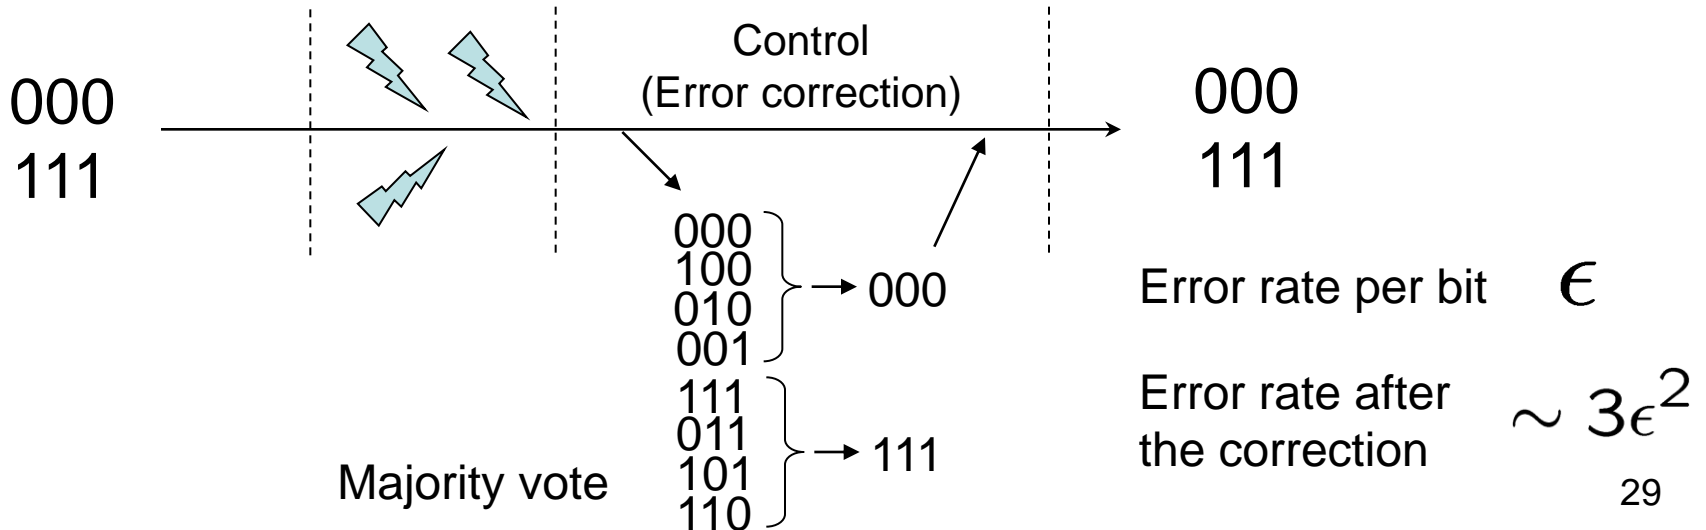 000
111
Control
(Error correction)
000
111
000
100
010
001
000
111
011
101
110
111
Majority vote
Error rate per bit ϵ
Error rate after
the correction ∼ 3ϵ²
29